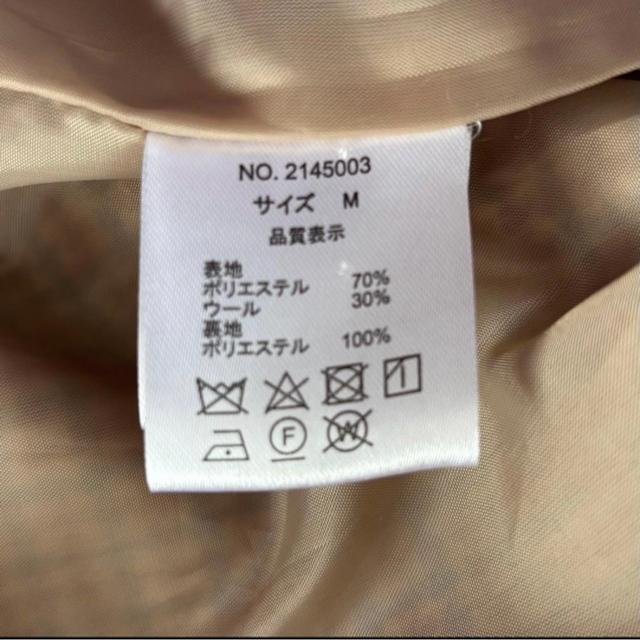 NO. 2145003
サイズ M
品質表示
表地
ポリエステル 70%
ウール 30%
裏地
ポリエステル 100%
F
W